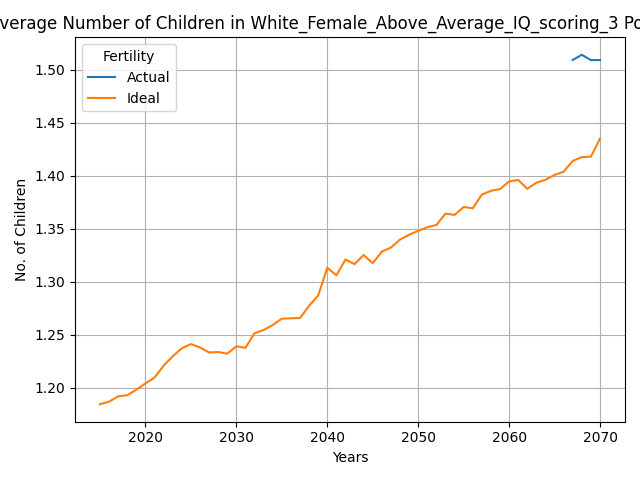 verage Number of Children in White_Female_Above_Average_IQ_scoring_3 Po
Fertility
Actual
Ideal
1.50
1.45
1.40
1.35
1.30
1.25
1.20
No. of Children
2020 2030 2040 2050 2060 2070
Years